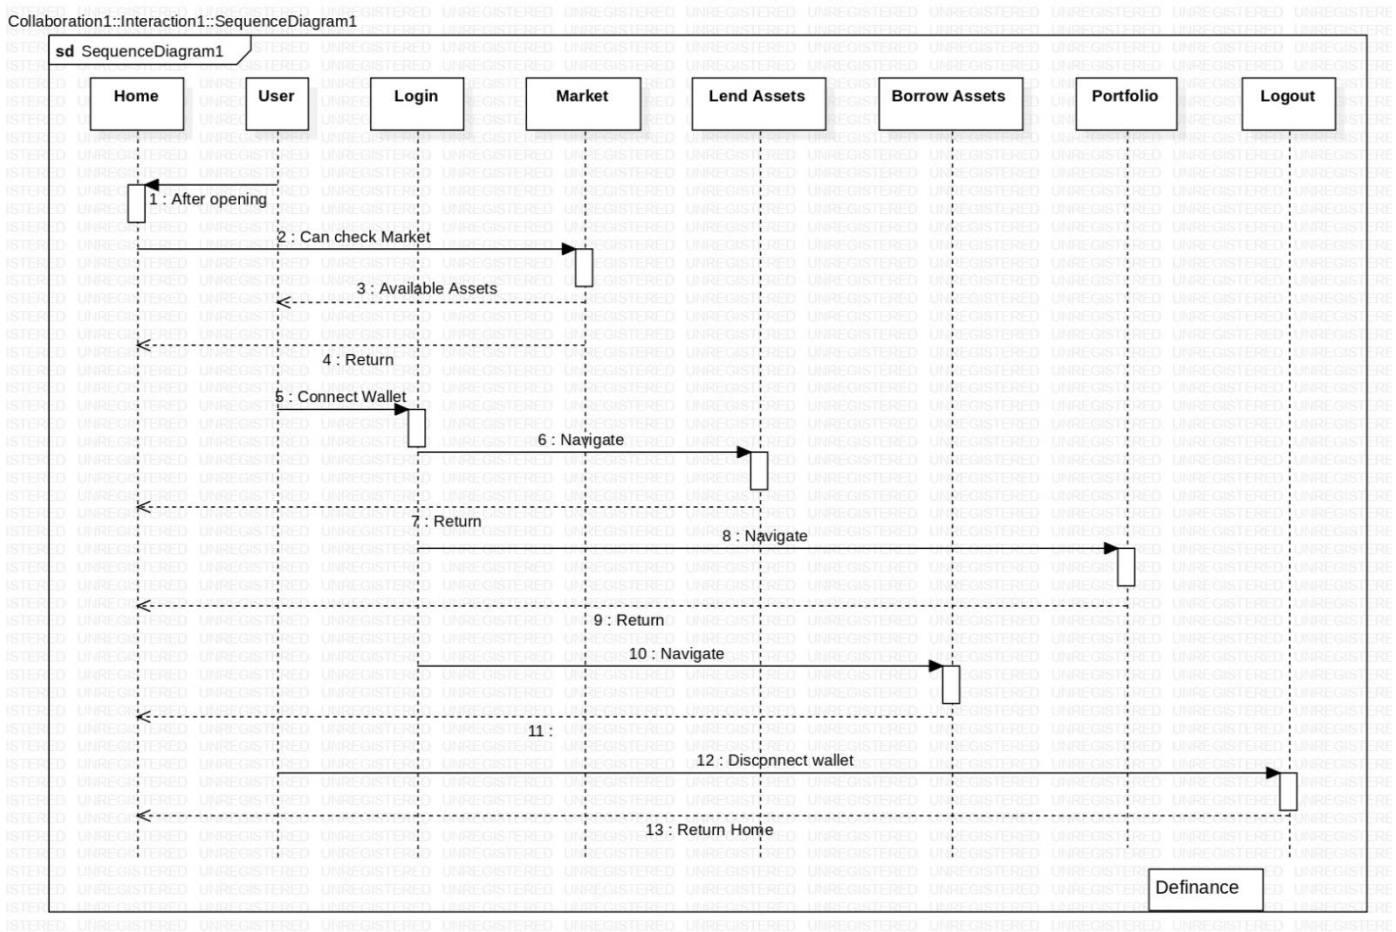 Collaboration1::Interaction1::SequenceDiagram1
sd SequenceDiagram1
Home User Login Market Lend Assets Borrow Assets Portfolio Logout
1 : After opening
2 : Can check Market
3 : Available Assets
4 : Return
5 : Connect Wallet
6 : Navigate
7 : Return
8 : Navigate
9 : Return
10 : Navigate
11 :
12 : Disconnect wallet
13 : Return Home
Definance
UNREGISTERED